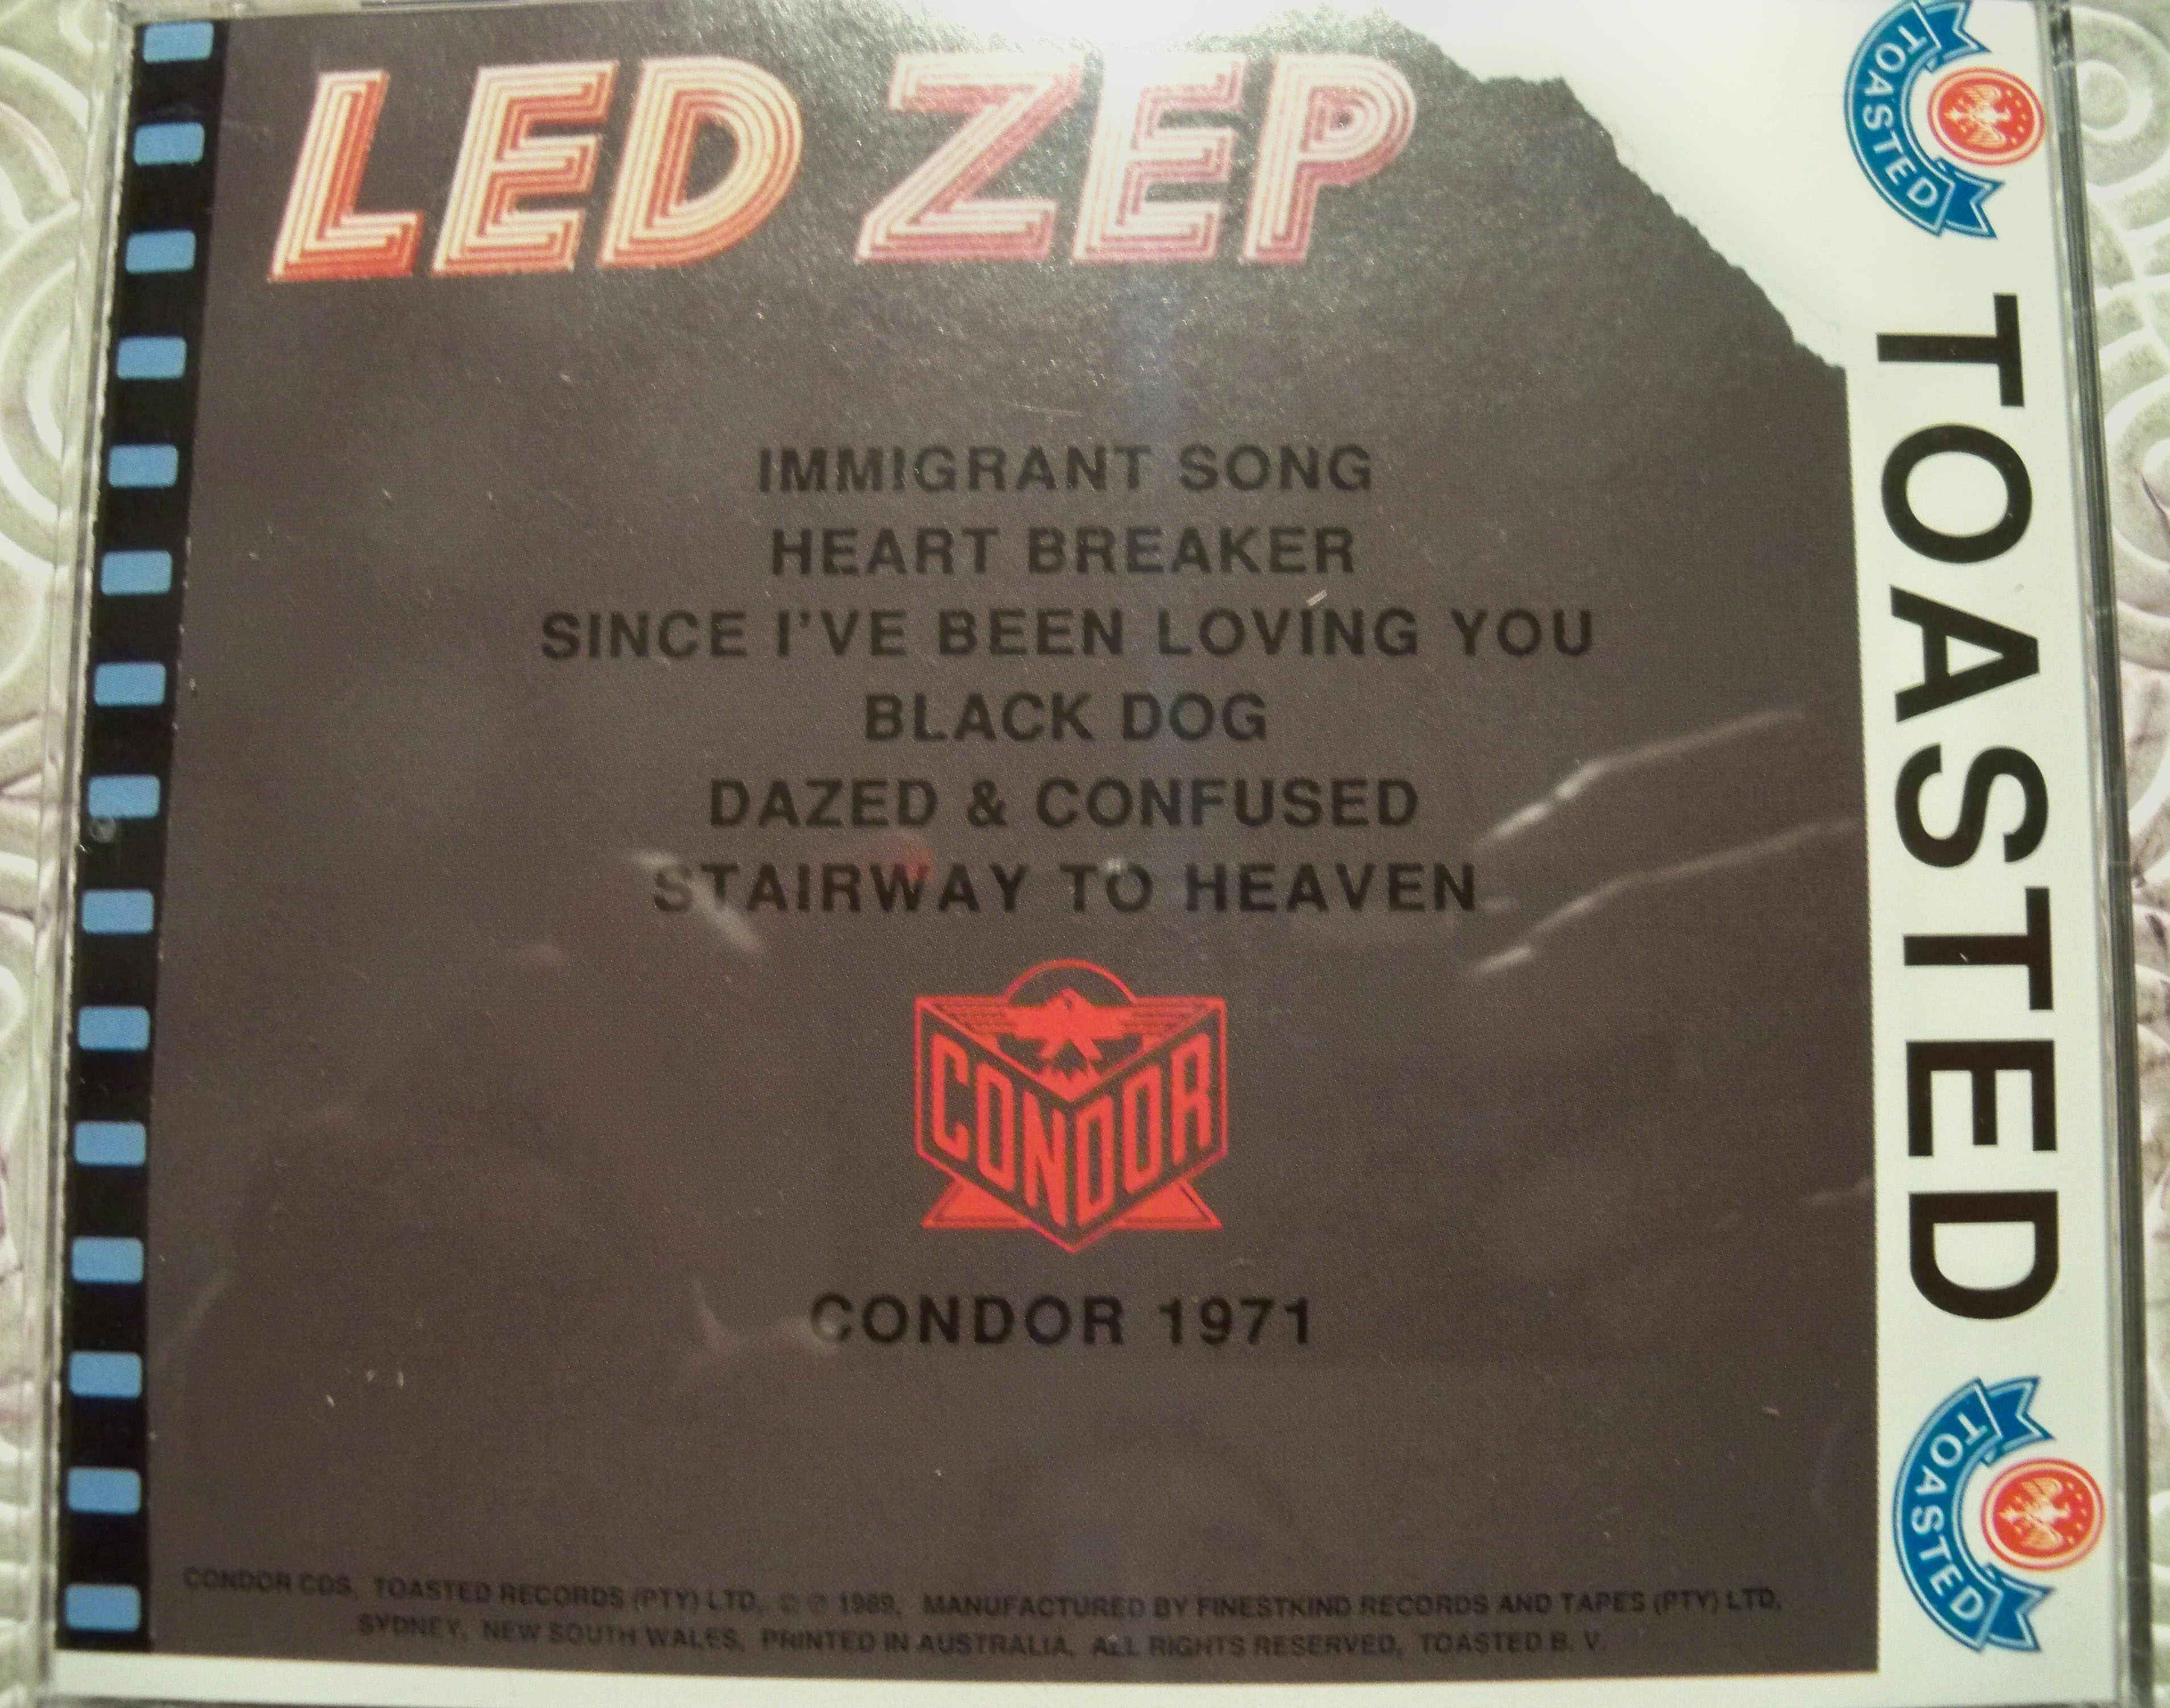 LED ZEP
IMMIGRANT SONG
HEART BREAKER
SINCE I'VE BEEN LOVING YOU
BLACK DOG
DAZED & CONFUSED
STAIRWAY TO HEAVEN
CONDOR
CONDOR 1971
CONDOR CDS, TOASTED RECORDS (PTY) LTD, © ℗ 1989, MANUFACTURED BY FINESTKIND RECORDS AND TAPES (PTY) LTD,
SYDNEY, NEW SOUTH WALES, PRINTED IN AUSTRALIA, ALL RIGHTS RESERVED, TOASTED B. V.
TOASTED
TOASTED
TOASTED